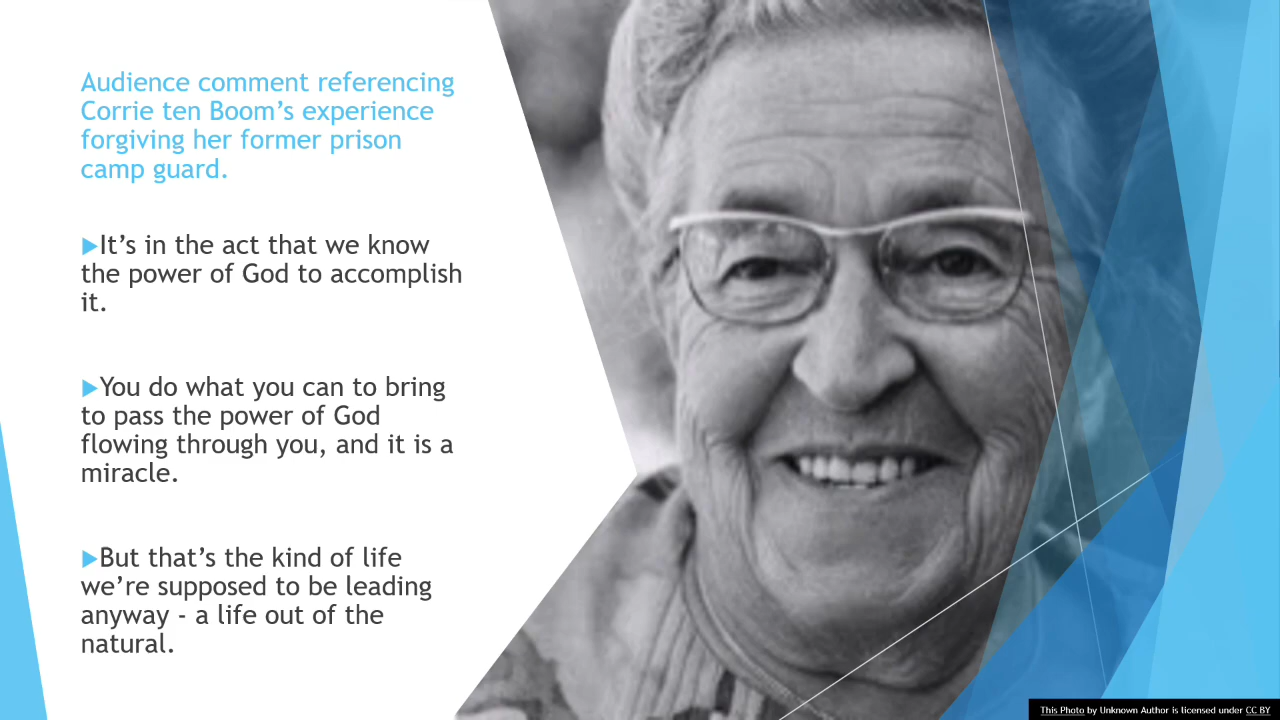 Audience comment referencing
Corrie ten Boom’s experience
forgiving her former prison
camp guard.
It’s in the act that we know
the power of God to accomplish
it.
You do what you can to bring
to pass the power of God
flowing through you, and it is a
miracle.
But that’s the kind of life
we’re supposed to be leading
anyway - a life out of the
natural.
This Photo by Unknown Author is licensed under CC BY